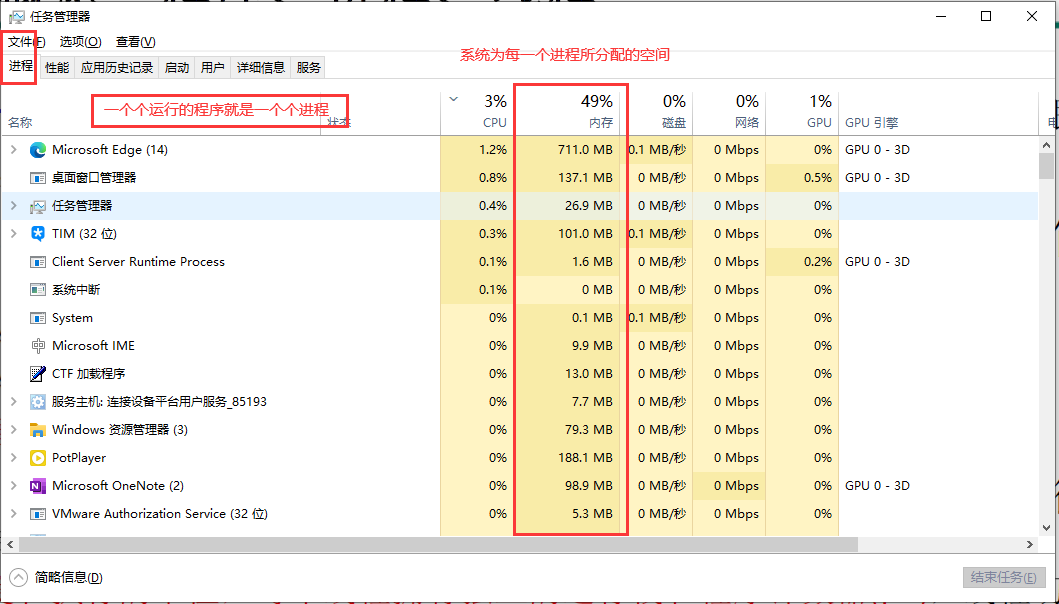 任务管理器
文件(F) 选项(O) 查看(V)
进程 性能 应用历史记录 启动 用户 详细信息 服务
系统为每一个进程所分配的空间
一个个运行的程序就是一个个进程
3% 49% 0% 0% 1%
名称 状态 CPU 内存 磁盘 网络 GPU GPU 引擎 电
Microsoft Edge (14) 1.2% 711.0 MB 0.1 MB/秒 0 Mbps 0% GPU 0 - 3D
桌面窗口管理器 0.8% 137.1 MB 0 MB/秒 0 Mbps 0.5% GPU 0 - 3D
任务管理器 0.4% 26.9 MB 0 MB/秒 0 Mbps 0%
TIM (32 位) 0.3% 101.0 MB 0.1 MB/秒 0 Mbps 0%
Client Server Runtime Process 0.1% 1.6 MB 0 MB/秒 0 Mbps 0.2% GPU 0 - 3D
系统中断 0.1% 0 MB 0 MB/秒 0 Mbps 0%
System 0% 0.1 MB 0.1 MB/秒 0 Mbps 0%
Microsoft IME 0% 9.9 MB 0 MB/秒 0 Mbps 0%
CTF 加载程序 0% 13.0 MB 0 MB/秒 0 Mbps 0%
服务主机: 连接设备平台用户服务_85193 0% 7.7 MB 0 MB/秒 0 Mbps 0%
Windows 资源管理器 (3) 0% 79.3 MB 0 MB/秒 0 Mbps 0%
PotPlayer 0% 188.1 MB 0 MB/秒 0 Mbps 0%
Microsoft OneNote (2) 0% 98.9 MB 0 MB/秒 0 Mbps 0% GPU 0 - 3D
VMware Authorization Service (32 位) 0% 5.3 MB 0 MB/秒 0 Mbps 0%
简略信息(D) 结束任务(E)